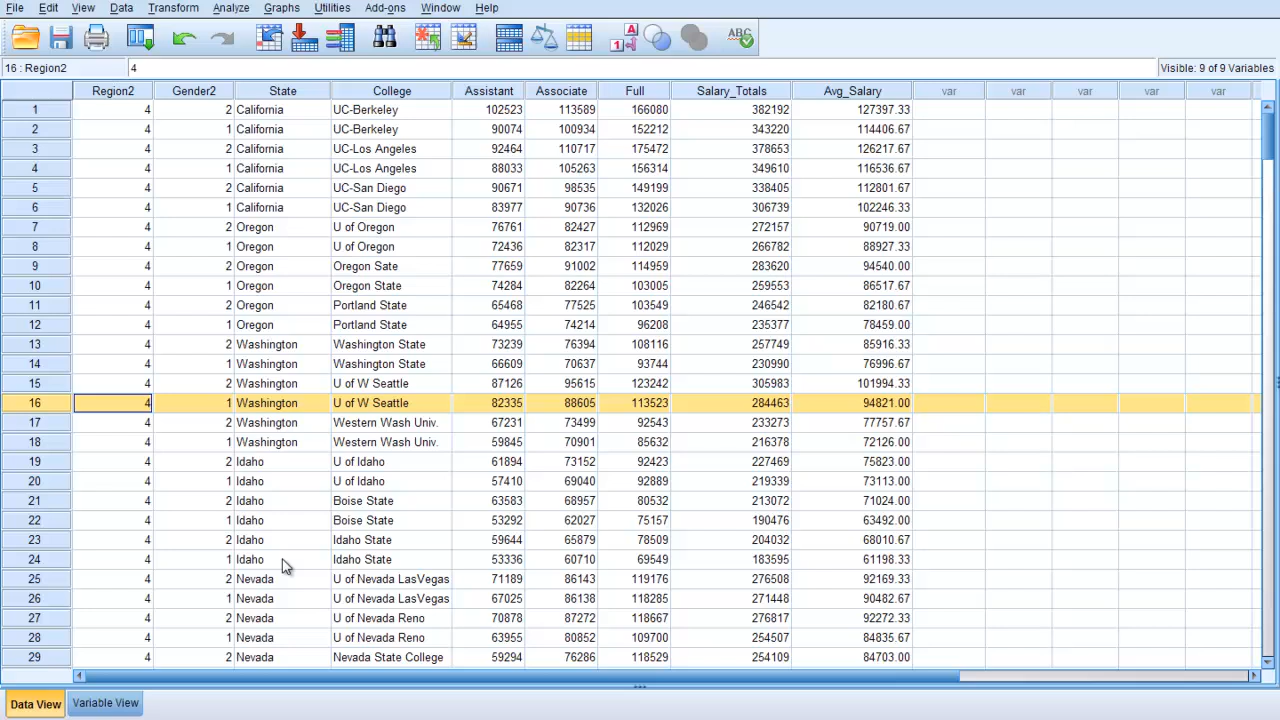 File Edit View Data Transform Analyze Graphs Utilities Add-ons Window Help
A
1
ABC
16 : Region2 4 Visible: 9 of 9 Variables
Region2 Gender2 State College Assistant Associate Full Salary_Totals Avg_Salary var var var var var
1 4 2 California UC-Berkeley 102523 113589 166080 382192 127397.33
2 4 1 California UC-Berkeley 90074 100934 152212 343220 114406.67
3 4 2 California UC-Los Angeles 92464 110717 175472 378653 126217.67
4 4 1 California UC-Los Angeles 88033 105263 156314 349610 116536.67
5 4 2 California UC-San Diego 90671 98535 149199 338405 112801.67
6 4 1 California UC-San Diego 83977 90736 132026 306739 102246.33
7 4 2 Oregon U of Oregon 76761 82427 112969 272157 90719.00
8 4 1 Oregon U of Oregon 72436 82317 112029 266782 88927.33
9 4 2 Oregon Oregon Sate 77659 91002 114959 283620 94540.00
10 4 1 Oregon Oregon State 74284 82264 103005 259553 86517.67
11 4 2 Oregon Portland State 65468 77525 103549 246542 82180.67
12 4 1 Oregon Portland State 64955 74214 96208 235377 78459.00
13 4 2 Washington Washington State 73239 76394 108116 257749 85916.33
14 4 1 Washington Washington State 66609 70637 93744 230990 76996.67
15 4 2 Washington U of W Seattle 87126 95615 123242 305983 101994.33
16 4 1 Washington U of W Seattle 82335 88605 113523 284463 94821.00
17 4 2 Washington Western Wash Univ. 67231 73499 92543 233273 77757.67
18 4 1 Washington Western Wash Univ. 59845 70901 85632 216378 72126.00
19 4 2 Idaho U of Idaho 61894 73152 92423 227469 75823.00
20 4 1 Idaho U of Idaho 57410 69040 92889 219339 73113.00
21 4 2 Idaho Boise State 63583 68957 80532 213072 71024.00
22 4 1 Idaho Boise State 53292 62027 75157 190476 63492.00
23 4 2 Idaho Idaho State 59644 65879 78509 204032 68010.67
24 4 1 Idaho Idaho State 53336 60710 69549 183595 61198.33
25 4 2 Nevada U of Nevada LasVegas 71189 86143 119176 276508 92169.33
26 4 1 Nevada U of Nevada LasVegas 67025 86138 118285 271448 90482.67
27 4 2 Nevada U of Nevada Reno 70878 87272 118667 276817 92272.33
28 4 1 Nevada U of Nevada Reno 63955 80852 109700 254507 84835.67
29 4 2 Nevada Nevada State College 59294 76286 118529 254109 84703.00
Data View Variable View